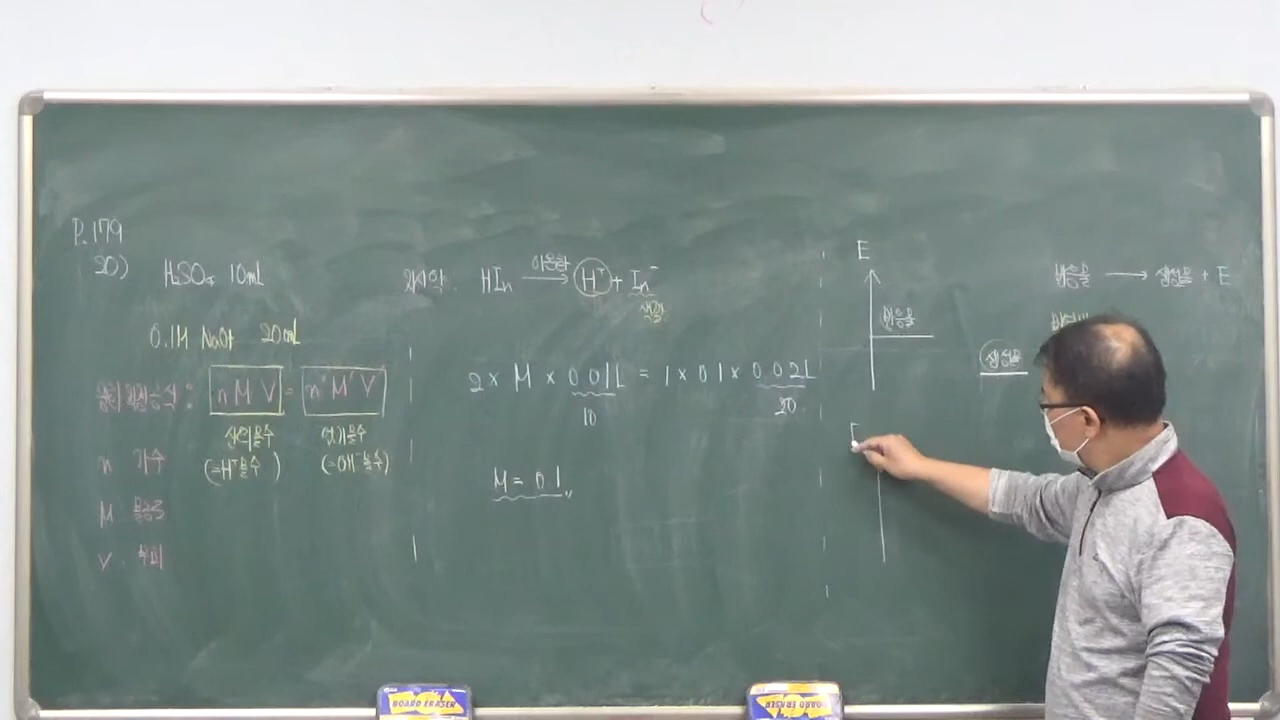 P.179
20)
H₂SO₄ 10mL
0.1M NaOH 20mL
중화적정공식 :
n M V = n' M' V'
산의 몰수
염기 몰수
(=H⁺몰수)
(=OH⁻몰수)
n 가수
M 몰농도
V 부피
지시약. HIn 이온화 → H⁺ + In⁻
2 × M × 0.01L = 1 × 0.1 × 0.02L
10
20
M = 0.1
E
반응물
생성물
반응물 → 생성물 + E
BOARD ERASER
BOARD ERASER